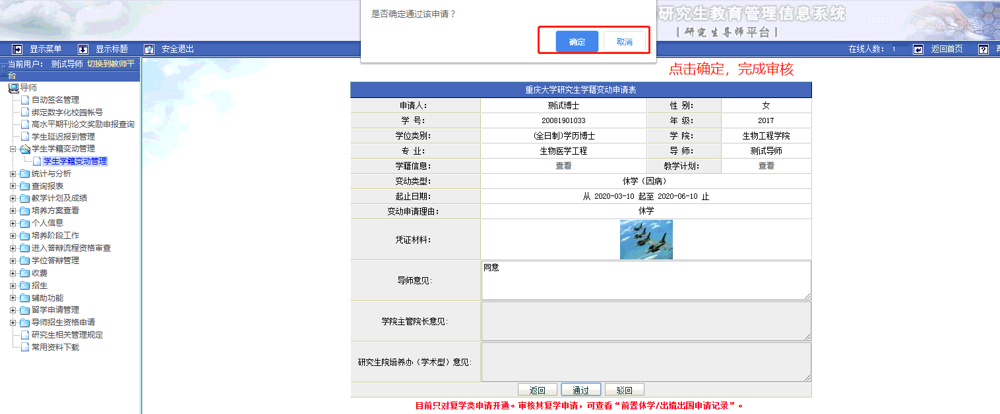 是否确定通过该申请？
确定 取消
研究生教育管理信息系统
[ 研究生导师平台 ]
显示菜单 显示标题 安全退出
在线人数： 1 返回首页
当前用户： 测试导师 切换到教师平
台
点击确定，完成审核
导师
自动签名管理
绑定数字化校园帐号
高水平期刊论文奖励申报查询
学生延迟报到管理
学生学籍变动管理
学生学籍变动管理
统计与分析
查询报表
教学计划及成绩
培养方案查看
个人信息
培养阶段工作
进入答辩流程资格审查
学位答辩管理
收费
招生
辅助功能
留学申请管理
导师招生资格申请
研究生相关管理规定
常用资料下载
重庆大学研究生学籍变动申请表
申请人： 测试博士 性 别： 女
学 号： 20081901033 年 级： 2017
学位类别： (全日制)学历博士 学 院： 生物工程学院
专 业： 生物医学工程 导 师： 测试导师
学籍信息： 查看 教学计划： 查看
变动类型： 休学（因病）
起止日期： 从 2020-03-10 起至 2020-06-10 止
变动申请理由： 休学
凭证材料：
导师意见： 同意
学院主管院长意见：
研究生院培养办（学术型）意见：
返回 通过 驳回
目前只对复学类申请开通。审核其复学申请，可查看“前置休学/出境出国申请记录”。